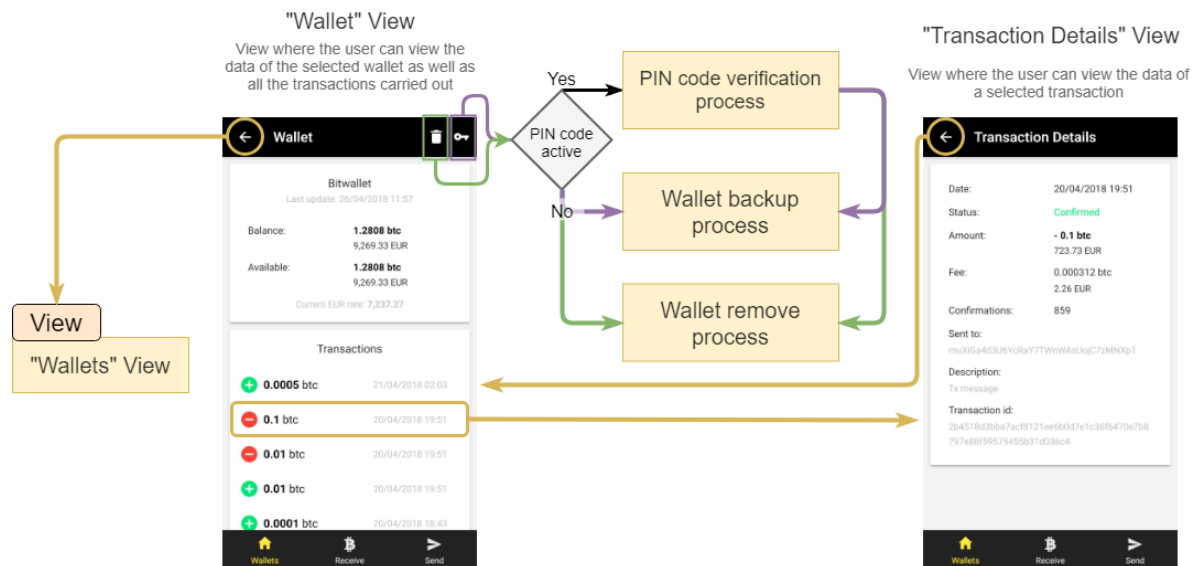 "Wallet" View
View where the user can view the
data of the selected wallet as well as
all the transactions carried out
Wallet
Bitwallet
Last update: 26/04/2018 11:57
Balance:
1.2808 btc
9,269.33 EUR
Available:
1.2808 btc
9,269.33 EUR
Current EUR rate: 7,237.27
Transactions
0.0005 btc 21/04/2018 02:03
0.1 btc 20/04/2018 19:51
0.01 btc 20/04/2018 19:51
0.01 btc 20/04/2018 19:51
0.0001 btc 20/04/2018 18:43
Wallets Receive Send
View
"Wallets" View
PIN code
active
Yes
No
PIN code verification
process
Wallet backup
process
Wallet remove
process
"Transaction Details" View
View where the user can view the data of
a selected transaction
Transaction Details
Date: 20/04/2018 19:51
Status: Confirmed
Amount: - 0.1 btc
723.73 EUR
Fee: 0.000312 btc
2.26 EUR
Confirmations: 859
Sent to:
Description:
Tx message
Transaction id:
Wallets Receive Send